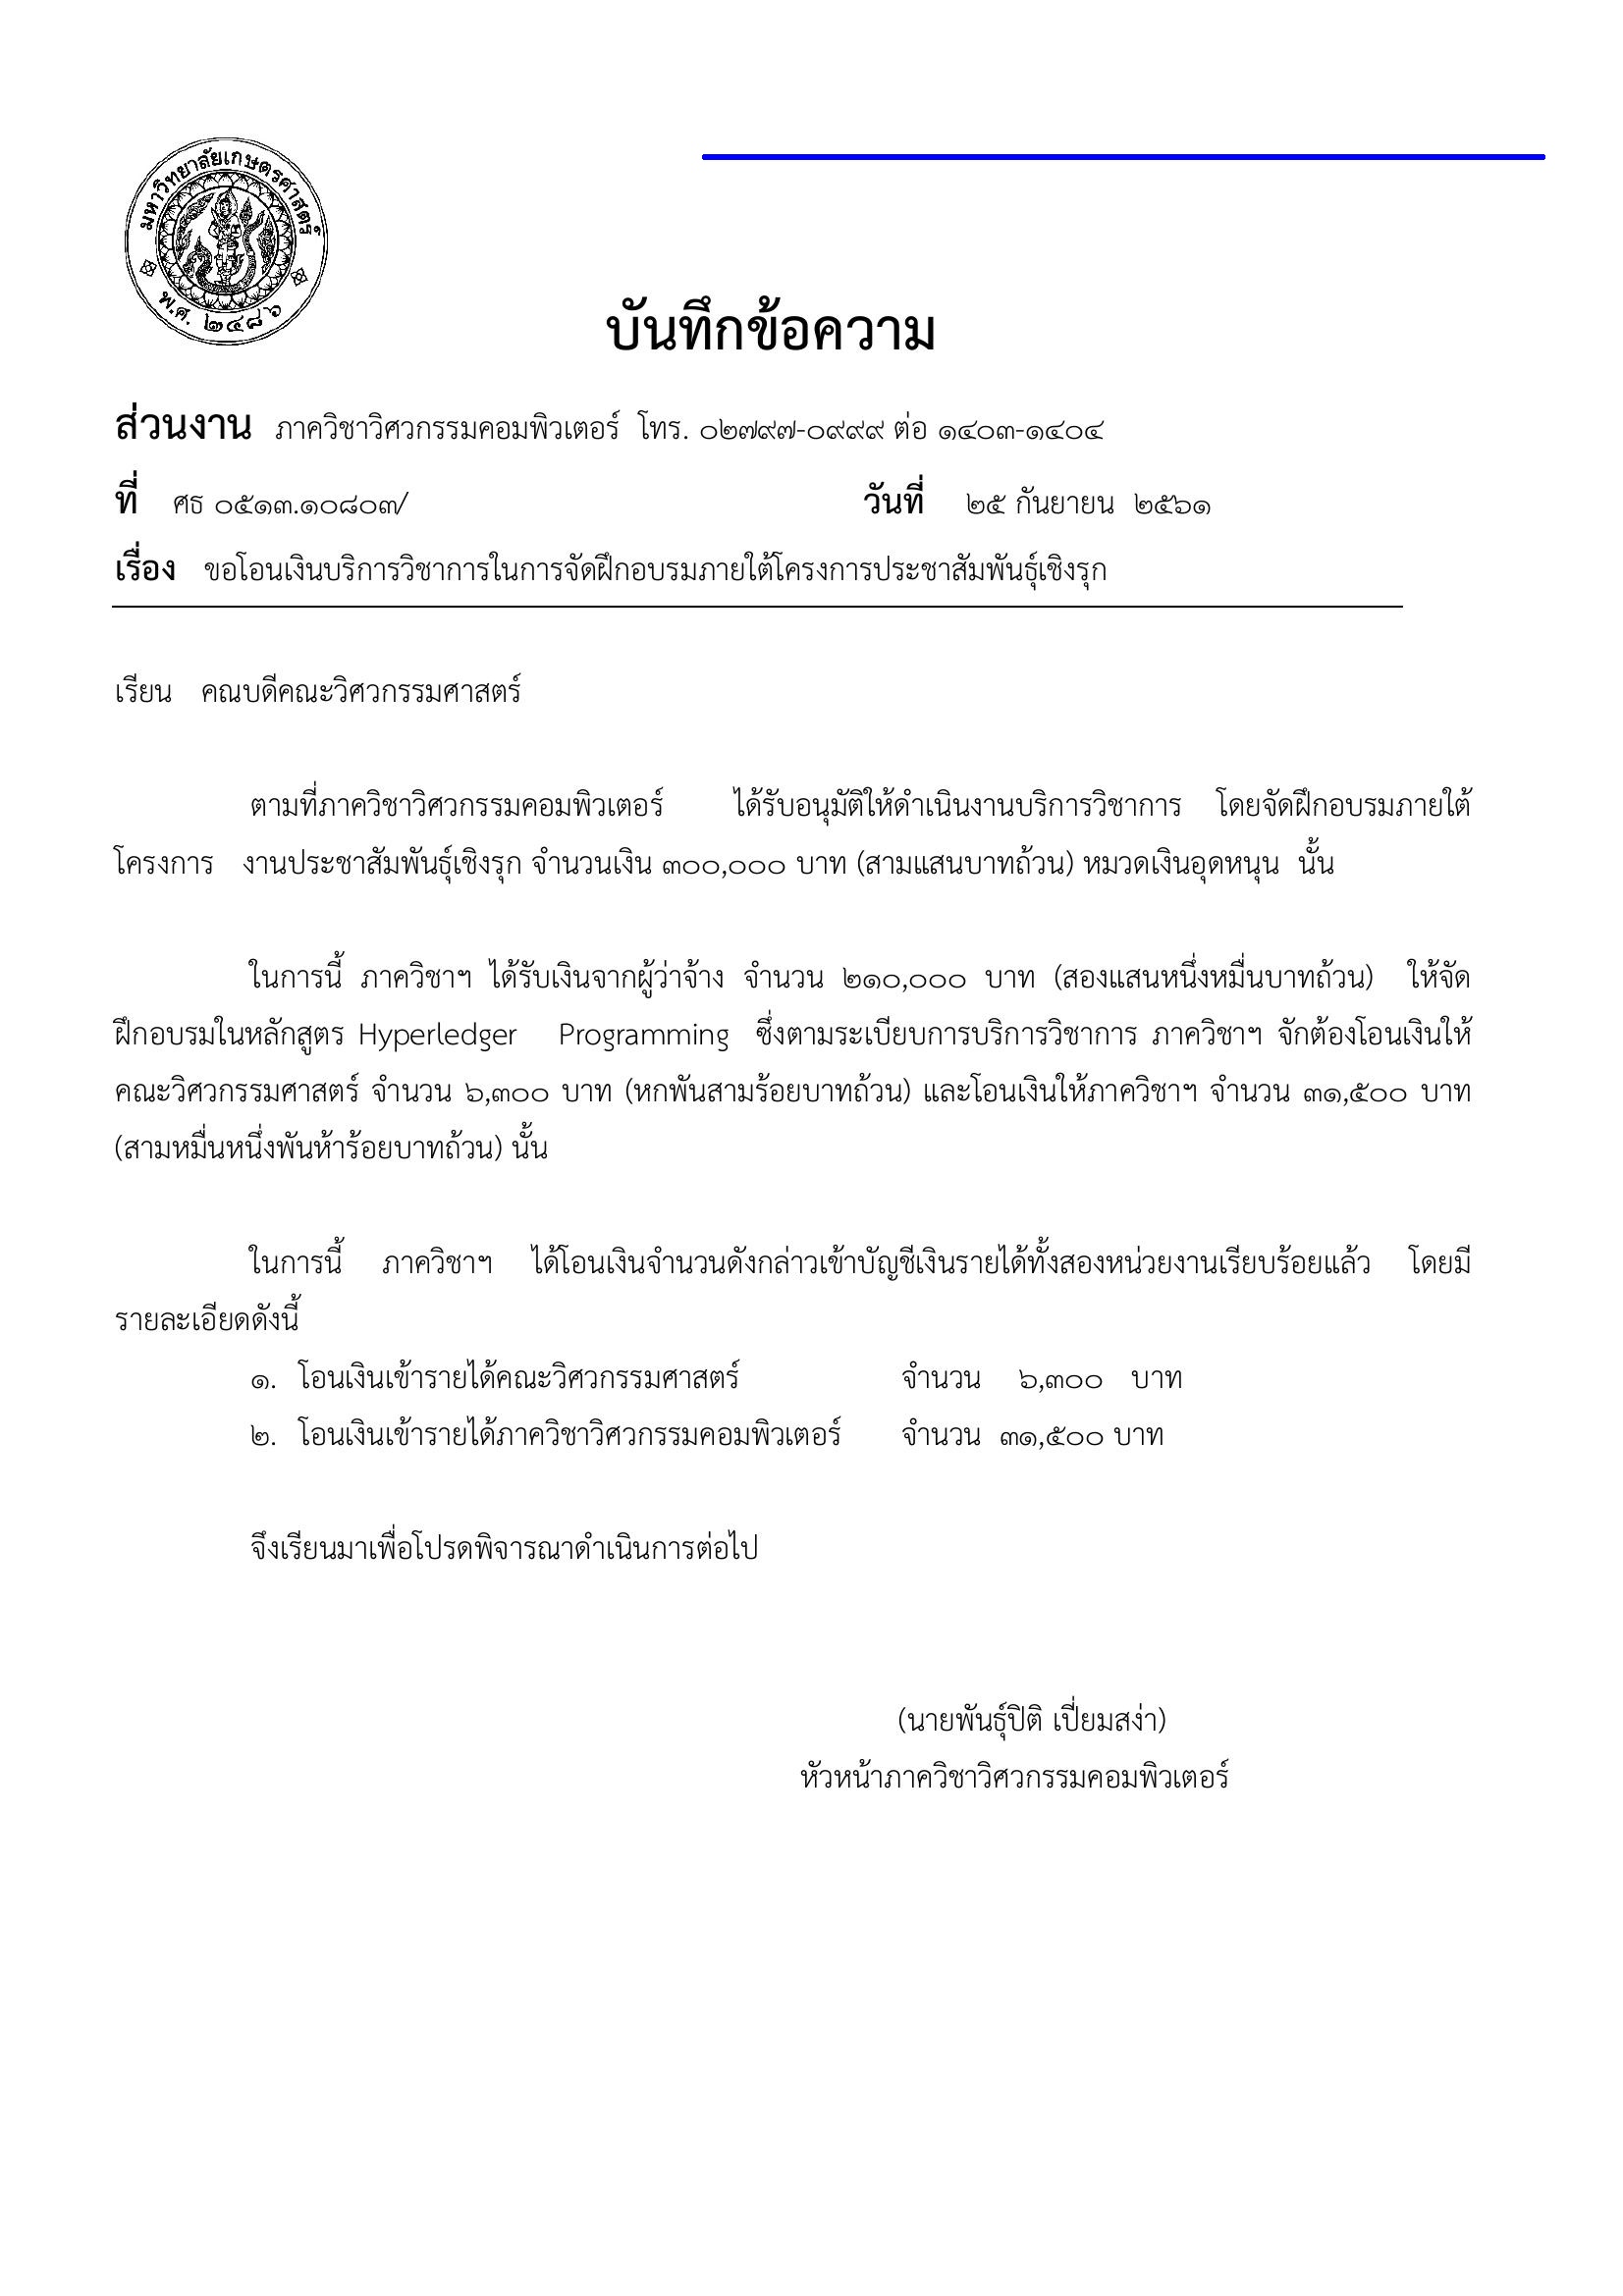 มหาวิทยาลัยเกษตรศาสตร์
พ.ศ. ๒๔๘๖
บันทึกข้อความ
ส่วนงาน ภาควิชาวิศวกรรมคอมพิวเตอร์ โทร. ๐๒๗๙๗-๐๙๙๙ ต่อ ๑๔๐๓-๑๔๐๔
ที่ ศธ ๐๕๑๓.๑๐๘๐๓/ วันที่ ๒๕ กันยายน ๒๕๖๑
เรื่อง ขอโอนเงินบริการวิชาการในการจัดฝึกอบรมภายใต้โครงการประชาสัมพันธุ์เชิงรุก
เรียน คณบดีคณะวิศวกรรมศาสตร์
ตามที่ภาควิชาวิศวกรรมคอมพิวเตอร์ ได้รับอนุมัติให้ดำเนินงานบริการวิชาการ โดยจัดฝึกอบรมภายใต้
โครงการ งานประชาสัมพันธุ์เชิงรุก จำนวนเงิน ๓๐๐,๐๐๐ บาท (สามแสนบาทถ้วน) หมวดเงินอุดหนุน นั้น
ในการนี้ ภาควิชาฯ ได้รับเงินจากผู้ว่าจ้าง จำนวน ๒๑๐,๐๐๐ บาท (สองแสนหนึ่งหมื่นบาทถ้วน) ให้จัด
ฝึกอบรมในหลักสูตร Hyperledger Programming ซึ่งตามระเบียบการบริการวิชาการ ภาควิชาฯ จักต้องโอนเงินให้
คณะวิศวกรรมศาสตร์ จำนวน ๖,๓๐๐ บาท (หกพันสามร้อยบาทถ้วน) และโอนเงินให้ภาควิชาฯ จำนวน ๓๑,๕๐๐ บาท
(สามหมื่นหนึ่งพันห้าร้อยบาทถ้วน) นั้น
ในการนี้ ภาควิชาฯ ได้โอนเงินจำนวนดังกล่าวเข้าบัญชีเงินรายได้ทั้งสองหน่วยงานเรียบร้อยแล้ว โดยมี
รายละเอียดดังนี้
๑. โอนเงินเข้ารายได้คณะวิศวกรรมศาสตร์ จำนวน ๖,๓๐๐ บาท
๒. โอนเงินเข้ารายได้ภาควิชาวิศวกรรมคอมพิวเตอร์ จำนวน ๓๑,๕๐๐ บาท
จึงเรียนมาเพื่อโปรดพิจารณาดำเนินการต่อไป
(นายพันธุ์ปิติ เปี่ยมสง่า)
หัวหน้าภาควิชาวิศวกรรมคอมพิวเตอร์